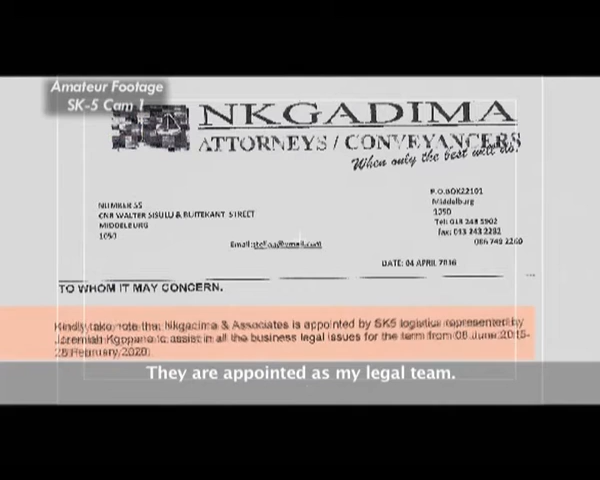 Amateur Footage
SK-5 Cam 1
NKGADIMA
ATTORNEYS / CONVEYANCERS
When only the best will do!
NUMBER 55
CNR WALTER SISULU & BUITEKANT STREET
MIDDELBURG
1050
P.O.BOX22101
Middelburg
1050
Tel: 013 243 5902
fax: 013 243 2282
086 749 2260
Email:
DATE: 04 APRIL 2016
TO WHOM IT MAY CONCERN.
Kindly take note that Nkgadima & Associates is appointed by SK5 logistics represented by
Jeremiah Kgoppane to assist in all the business legal issues for the term from 08 June 2015-
28 February 2020
They are appointed as my legal team.